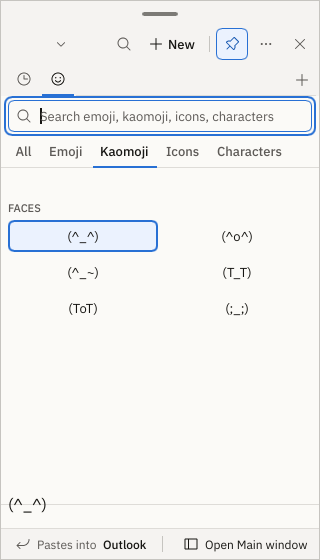 New
Search emoji, kaomoji, icons, characters
All Emoji Kaomoji Icons Characters
FACES
(^_^) (^o^)
(^_~) (T_T)
(ToT) (;_;)
(^_^)
Pastes into Outlook Open Main window